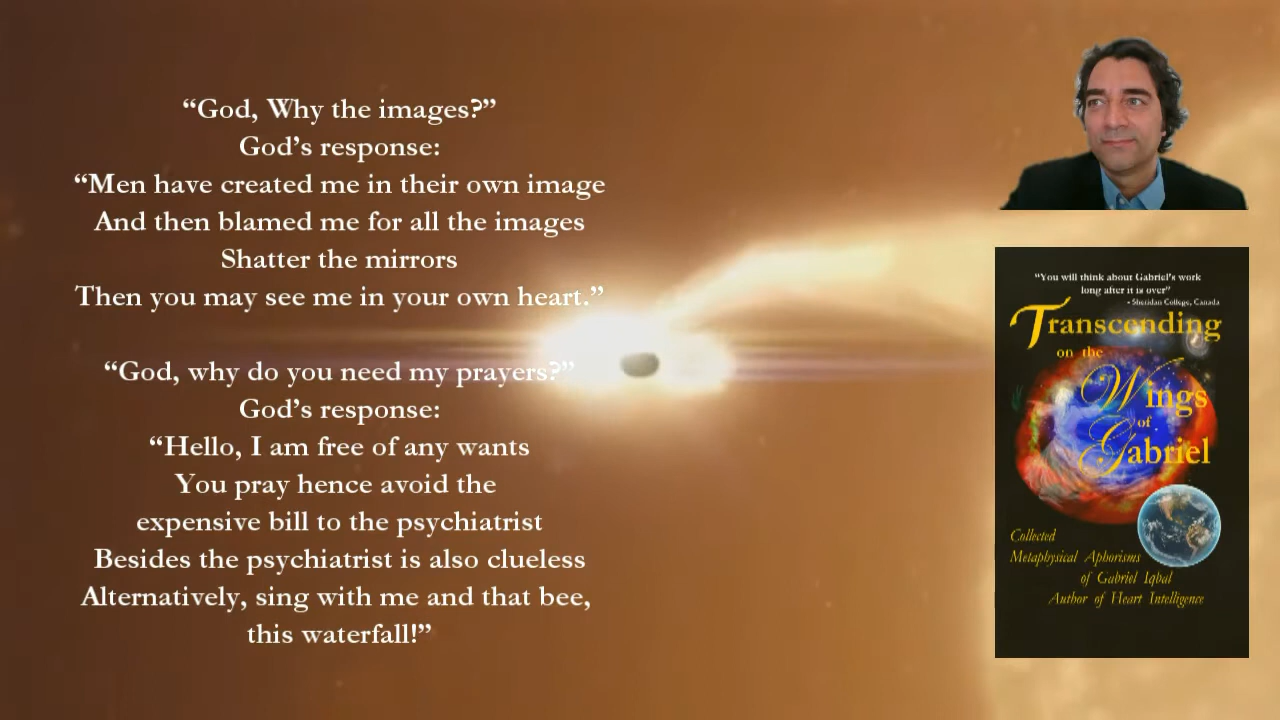 “God, Why the images?”
God’s response:
“Men have created me in their own image
And then blamed me for all the images
Shatter the mirrors
Then you may see me in your own heart.”
“God, why do you need my prayers?”
God’s response:
“Hello, I am free of any wants
You pray hence avoid the
expensive bill to the psychiatrist
Besides the psychiatrist is also clueless
Alternatively, sing with me and that bee,
this waterfall!”
“You will think about Gabriel’s work
long after it is over”
- Sheridan College, Canada
Transcending
on the
Wings
of
Gabriel
Collected
Metaphysical Aphorisms
of Gabriel Iqbal
Author of Heart Intelligence